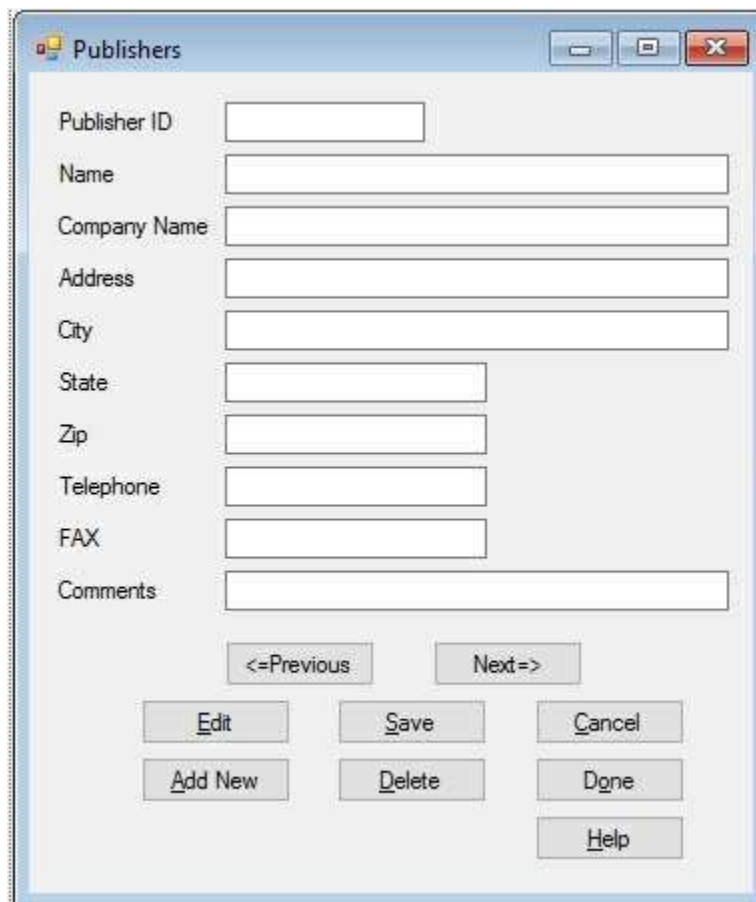 Publishers
Publisher ID
Name
Company Name
Address
City
State
Zip
Telephone
FAX
Comments
<=Previous Next=>
Edit Save Cancel
Add New Delete Done
Help